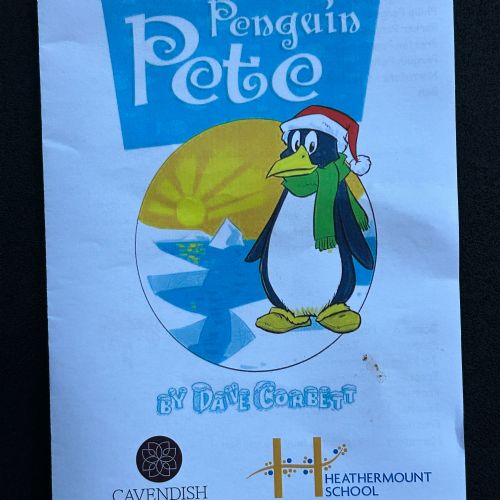 Penguin
Pete
BY DAVE CORBETT
CAVENDISH
HEATHERMOUNT
SCHOOL